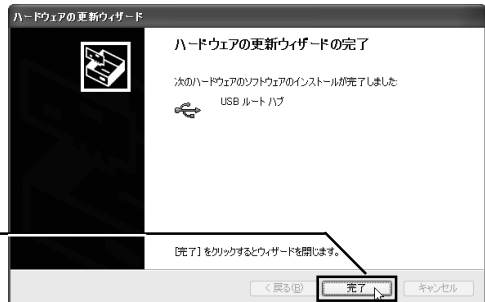 ハードウェアの更新ウィザード
ハードウェアの更新ウィザードの完了
次のハードウェアのソフトウェアのインストールが完了しました:
USB ルート ハブ
[完了] をクリックするとウィザードを閉じます。
< 戻る(B)
完了
キャンセル